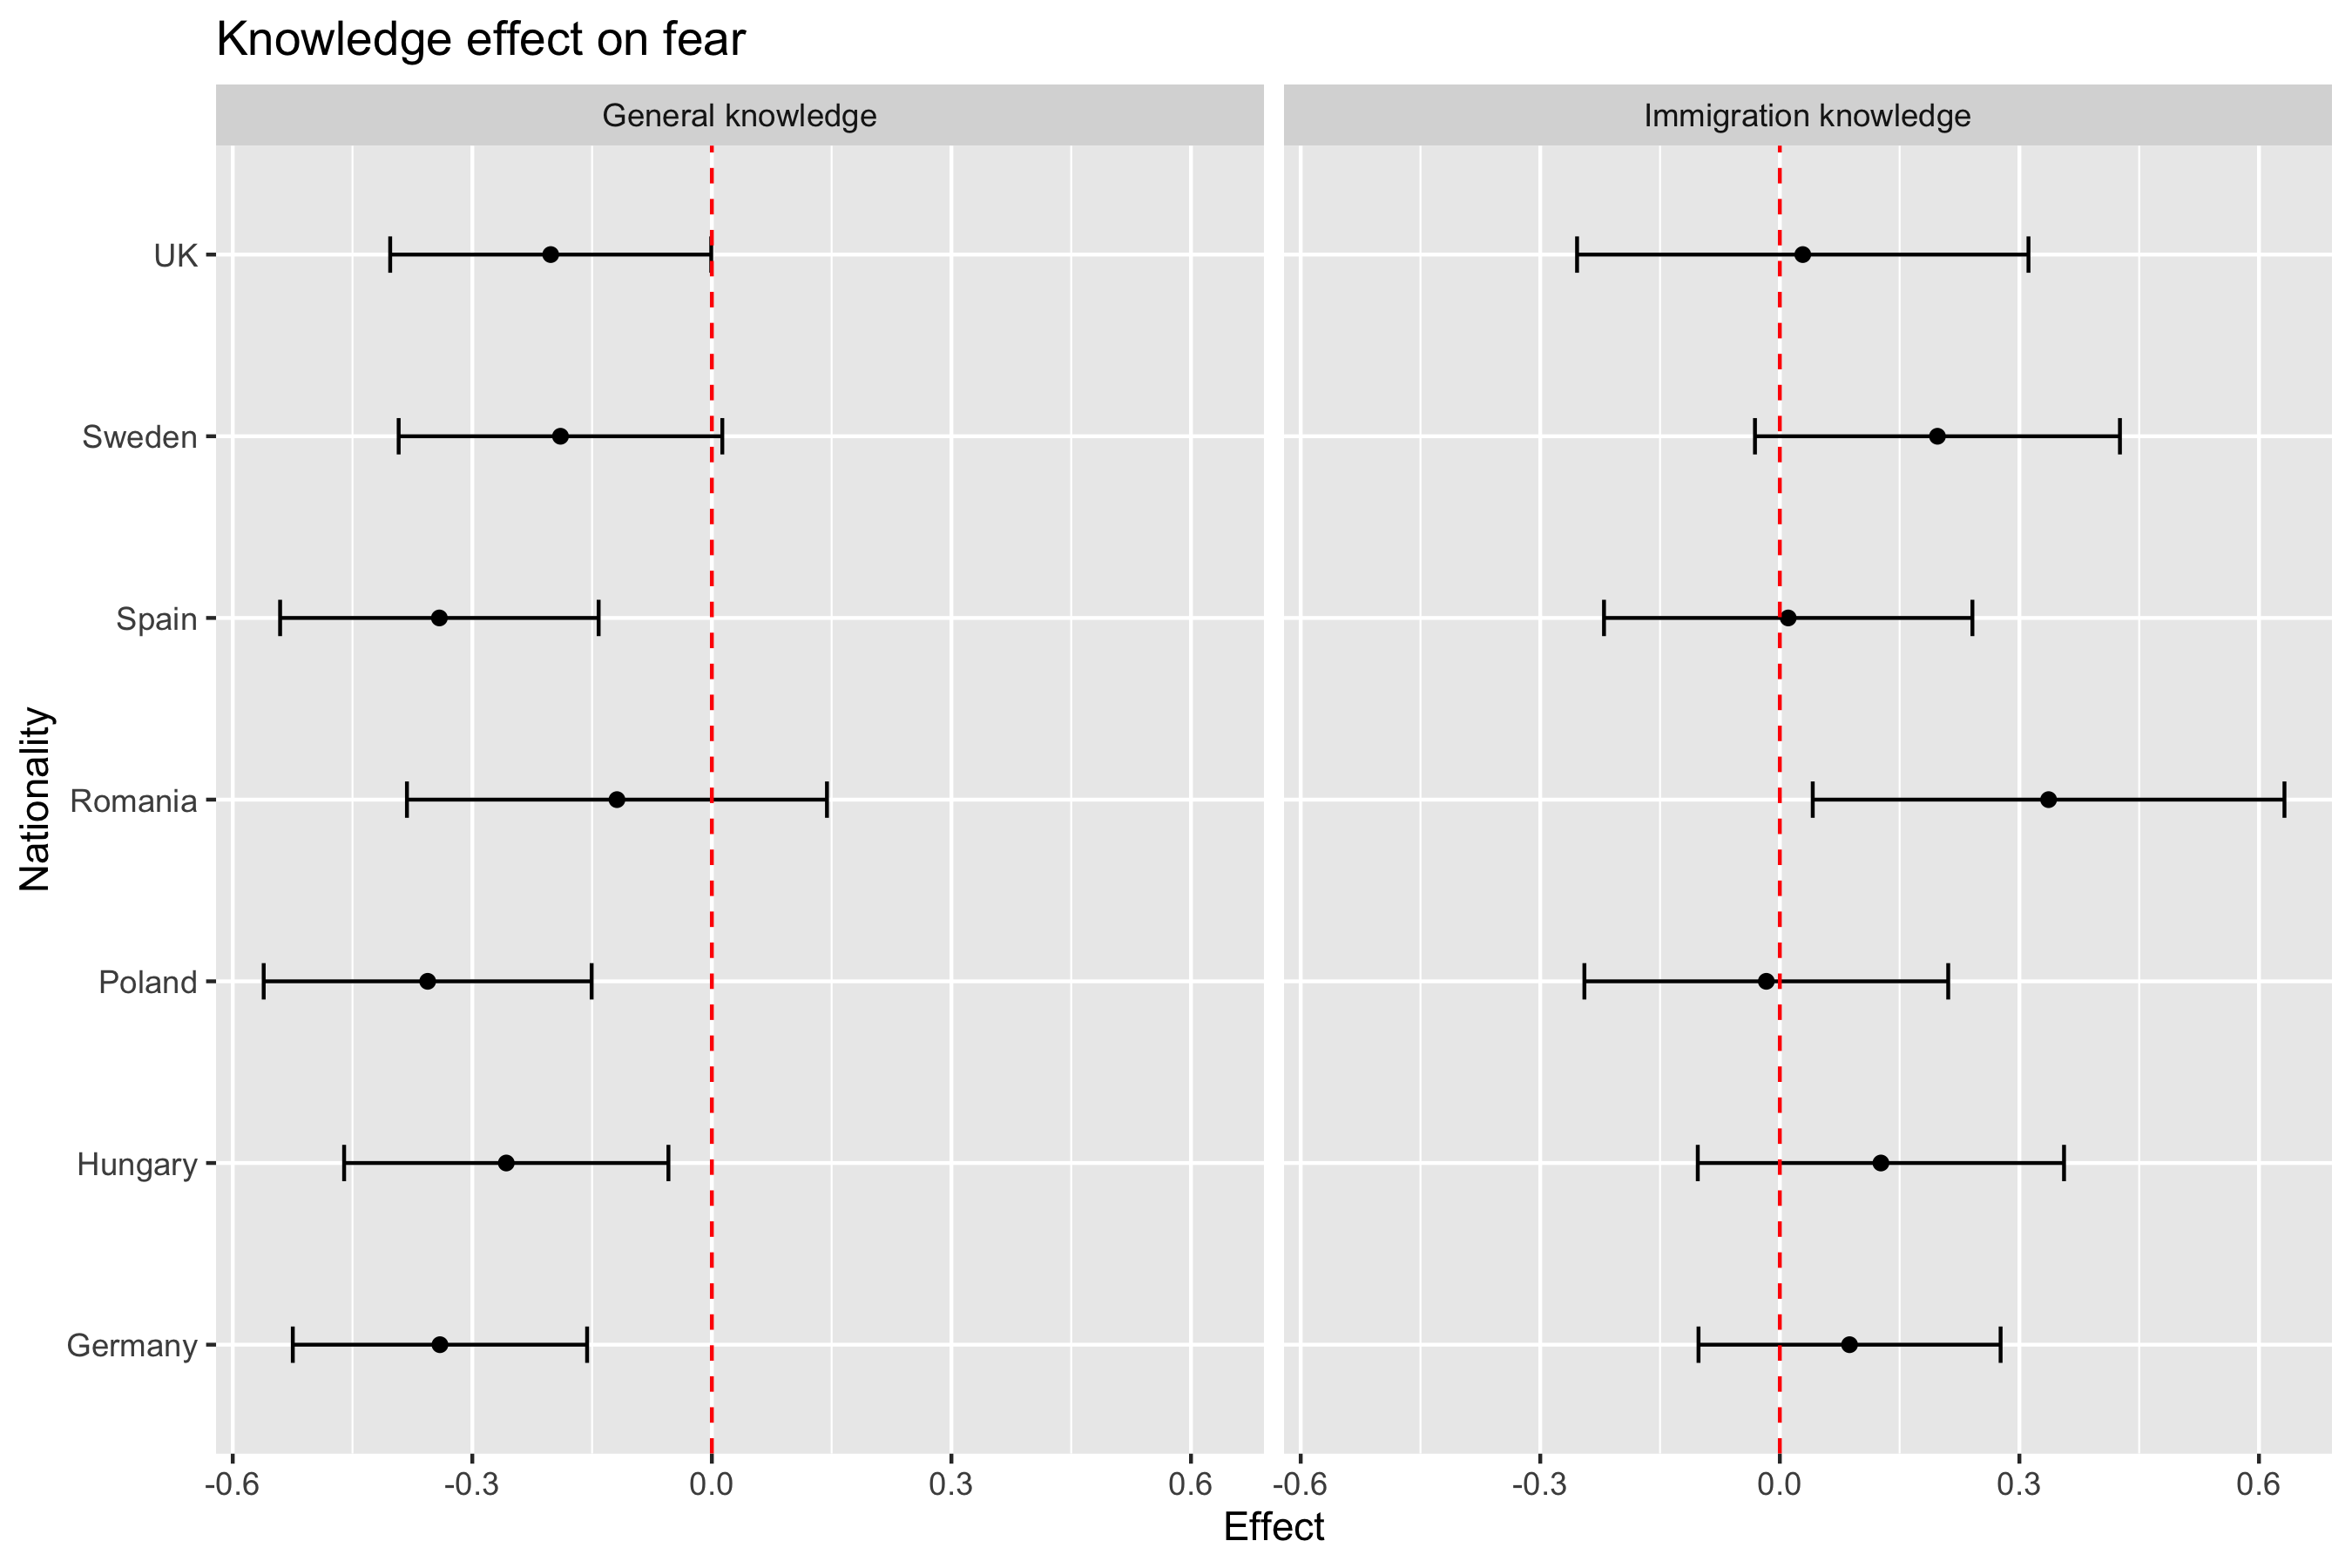 Knowledge effect on fear
General knowledge
Immigration knowledge
Nationality
UK
Sweden
Spain
Romania
Poland
Hungary
Germany
-0.6 -0.3 0.0 0.3 0.6
-0.6 -0.3 0.0 0.3 0.6
Effect